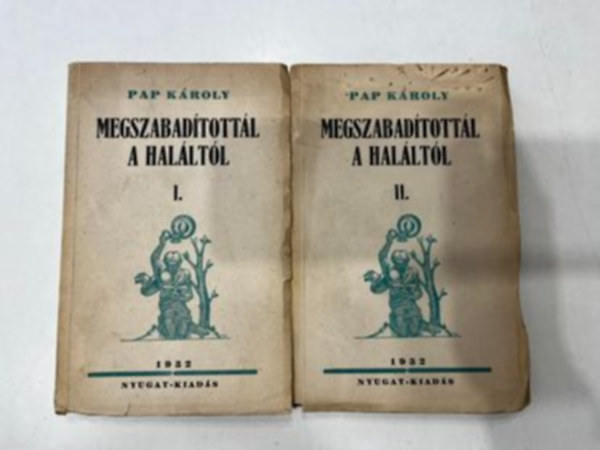 PAP KÁROLY
MEGSZABADÍTOTTÁL
A HALÁLTÓL
I.
1932
NYUGAT-KIADÁS
PAP KÁROLY
MEGSZABADÍTOTTÁL
A HALÁLTÓL
II.
1932
NYUGAT-KIADÁS